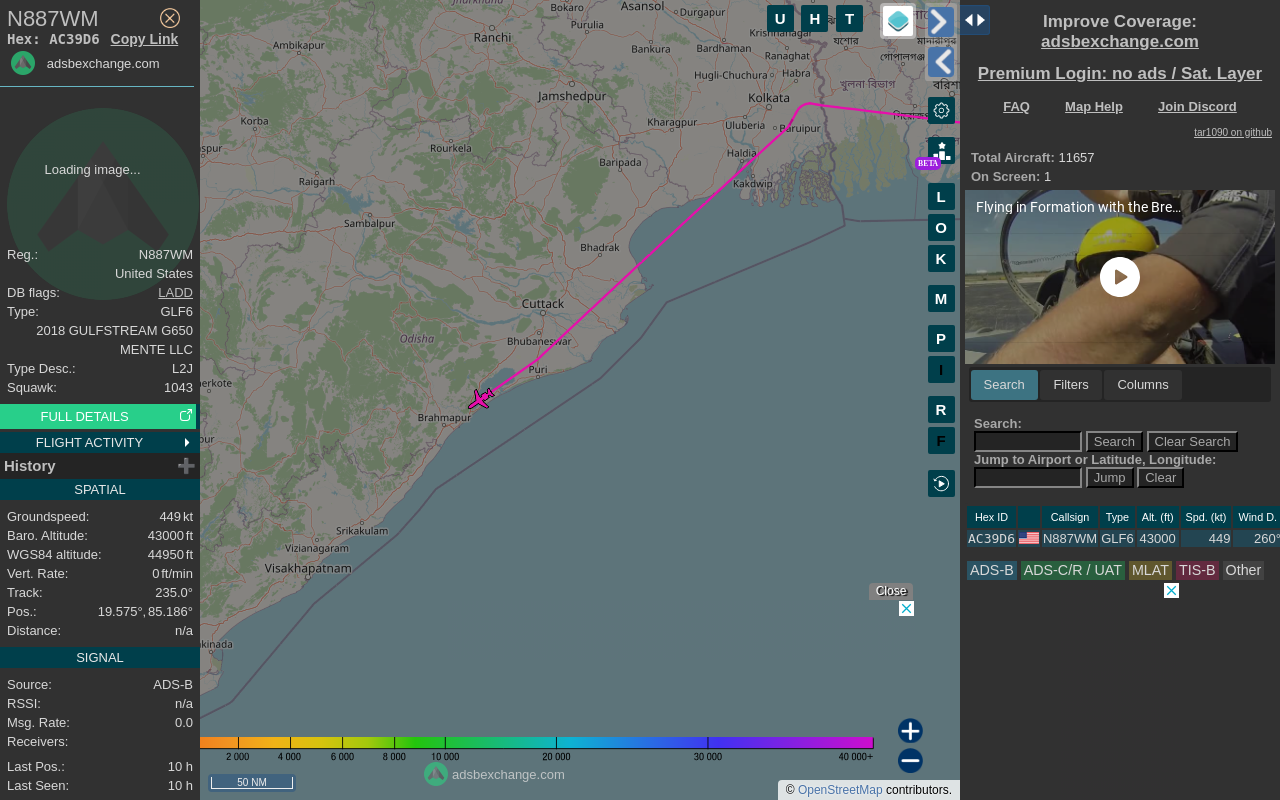 N887WM
Hex: AC39D6 Copy Link
adsbexchange.com
Loading image...
Reg.: N887WM
United States
DB flags: LADD
Type: GLF6
2018 GULFSTREAM G650
MENTE LLC
Type Desc.: L2J
Squawk: 1043
FULL DETAILS
FLIGHT ACTIVITY
History
SPATIAL
Groundspeed: 449 kt
Baro. Altitude: 43000 ft
WGS84 altitude: 44950 ft
Vert. Rate: 0 ft/min
Track: 235.0°
Pos.: 19.575°, 85.186°
Distance: n/a
SIGNAL
Source: ADS-B
RSSI: n/a
Msg. Rate: 0.0
Receivers:
Last Pos.: 10 h
Last Seen: 10 h
Jharkhand
Bokaro
Asansol
Durgapur
Purulia
Ranchi
Ambikapur
Bankura
Bardhaman
Krishnanagar
যশোর
Ranaghat
গোপালগঞ্জ
Hugli-Chuchura
Habra
খুলনা বিভাগ
Jamshedpur
Kolkata
Korba
Kharagpur
Uluberia
Baruipur
Rourkela
Haldia
Baripada
Kakdwip
Raigarh
Sambalpur
Bhadrak
Cuttack
Odisha
Bhubaneswar
Puri
Brahmapur
Srikakulam
Vizianagaram
Visakhapatnam
U H T
BETA
L
O
K
M
P
I
R
F
Close
2 000 4 000 6 000 8 000 10 000 20 000 30 000 40 000+
adsbexchange.com
50 NM
© OpenStreetMap contributors.
Improve Coverage:
adsbexchange.com
Premium Login: no ads / Sat. Layer
FAQ Map Help Join Discord
tar1090 on github
Total Aircraft: 11657
On Screen: 1
Flying in Formation with the Bre...
Search Filters Columns
Search:
Search Clear Search
Jump to Airport or Latitude, Longitude:
Jump Clear
Hex ID Callsign Type Alt. (ft) Spd. (kt) Wind D.
AC39D6 N887WM GLF6 43000 449 260°
ADS-B ADS-C/R / UAT MLAT TIS-B Other